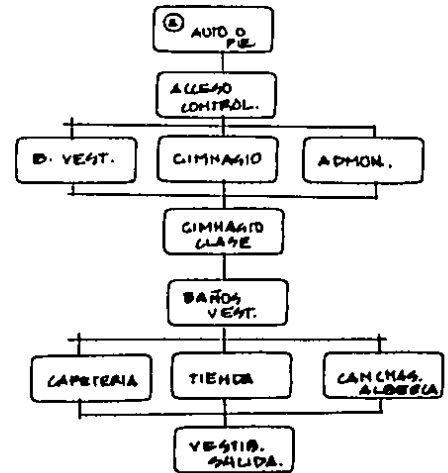 AUTO O
PIE
ACCESO
CONTROL.
B. VEST.
GIMNASIO
ADMON.
GIMNASIO
CLASE
BAÑOS
VEST.
CAFETERIA
TIENDA
CANCHAS.
ALBERCA
VESTIB.
SALIDA.